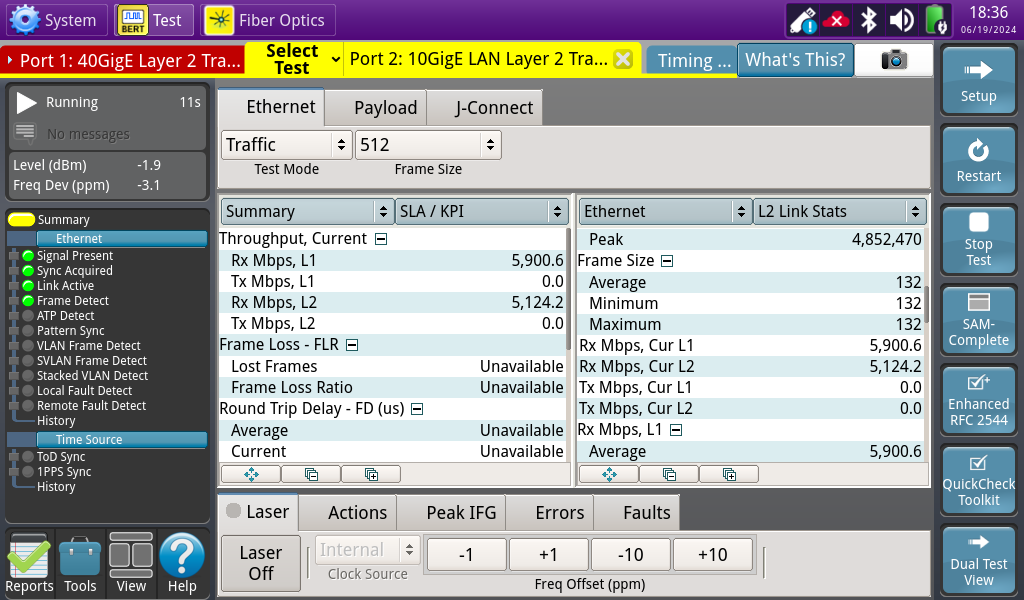 System
BERT
Test
Fiber Optics
18:36
06/19/2024
Port 1: 40GigE Layer 2 Tra...
Select Test
Port 2: 10GigE LAN Layer 2 Tra...
Timing ...
What's This?
Running 11s
No messages
Level (dBm) -1.9
Freq Dev (ppm) -3.1
Summary
Ethernet
Signal Present
Sync Acquired
Link Active
Frame Detect
ATP Detect
Pattern Sync
VLAN Frame Detect
SVLAN Frame Detect
Stacked VLAN Detect
Local Fault Detect
Remote Fault Detect
History
Time Source
ToD Sync
1PPS Sync
History
Reports
Tools
View
Help
Ethernet
Payload
J-Connect
Traffic
512
Test Mode
Frame Size
Summary
SLA / KPI
Throughput, Current
Rx Mbps, L1 5,900.6
Tx Mbps, L1 0.0
Rx Mbps, L2 5,124.2
Tx Mbps, L2 0.0
Frame Loss - FLR
Lost Frames Unavailable
Frame Loss Ratio Unavailable
Round Trip Delay - FD (us)
Average Unavailable
Current Unavailable
Ethernet
L2 Link Stats
Peak 4,852,470
Frame Size
Average 132
Minimum 132
Maximum 132
Rx Mbps, Cur L1 5,900.6
Rx Mbps, Cur L2 5,124.2
Tx Mbps, Cur L1 0.0
Tx Mbps, Cur L2 0.0
Rx Mbps, L1
Average 5,900.6
Laser
Actions
Peak IFG
Errors
Faults
Laser
Off
Internal
Clock Source
-1
+1
-10
+10
Freq Offset (ppm)
Setup
Restart
Stop
Test
SAM-
Complete
Enhanced
RFC 2544
QuickCheck
Toolkit
Dual Test
View